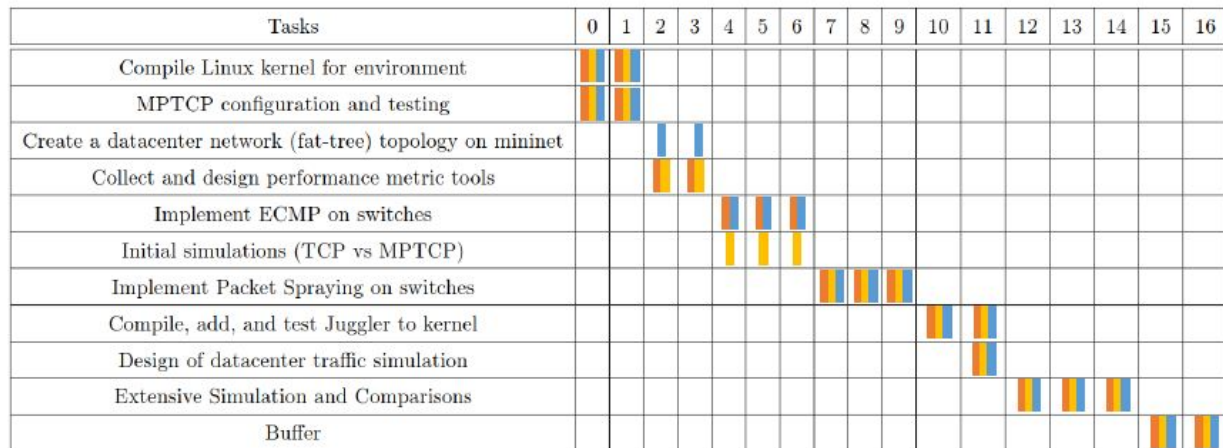 Tasks 0 1 2 3 4 5 6 7 8 9 10 11 12 13 14 15 16
Compile Linux kernel for environment
MPTCP configuration and testing
Create a datacenter network (fat-tree) topology on mininet
Collect and design performance metric tools
Implement ECMP on switches
Initial simulations (TCP vs MPTCP)
Implement Packet Spraying on switches
Compile, add, and test Juggler to kernel
Design of datacenter traffic simulation
Extensive Simulation and Comparisons
Buffer